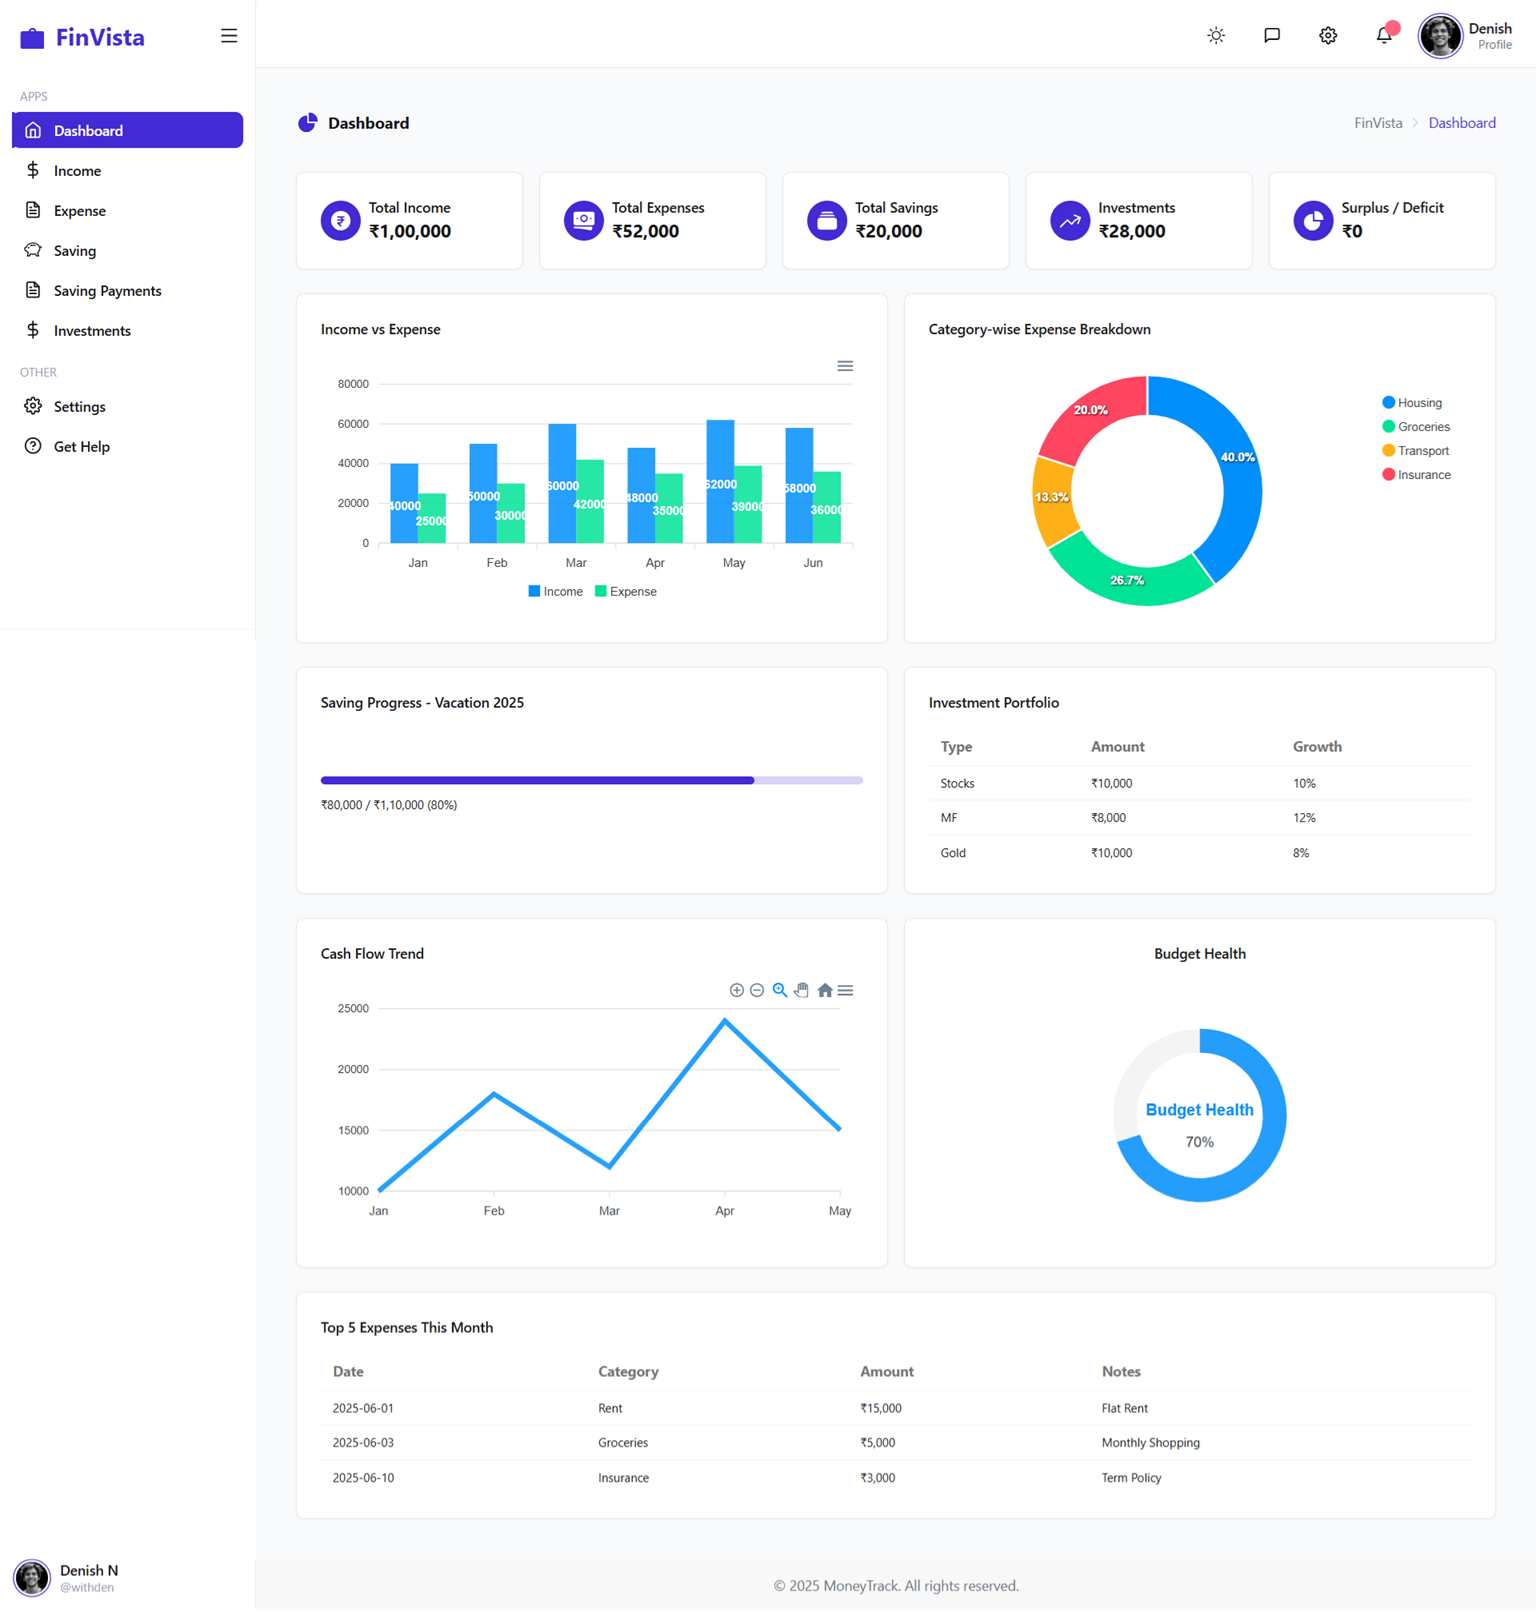 FinVista
Denish
Profile
APPS
Dashboard
Income
Expense
Saving
Saving Payments
Investments
OTHER
Settings
Get Help
Dashboard
FinVista > Dashboard
Total Income
₹1,00,000
Total Expenses
₹52,000
Total Savings
₹20,000
Investments
₹28,000
Surplus / Deficit
₹0
Income vs Expense
80000
60000
40000
20000
0
40000
25000
50000
30000
60000
42000
48000
35000
62000
39000
58000
36000
Jan Feb Mar Apr May Jun
Income Expense
Category-wise Expense Breakdown
20.0%
40.0%
13.3%
26.7%
Housing
Groceries
Transport
Insurance
Saving Progress - Vacation 2025
₹80,000 / ₹1,10,000 (80%)
Investment Portfolio
Type Amount Growth
Stocks ₹10,000 10%
MF ₹8,000 12%
Gold ₹10,000 8%
Cash Flow Trend
25000
20000
15000
10000
Jan Feb Mar Apr May
Budget Health
Budget Health
70%
Top 5 Expenses This Month
Date Category Amount Notes
2025-06-01 Rent ₹15,000 Flat Rent
2025-06-03 Groceries ₹5,000 Monthly Shopping
2025-06-10 Insurance ₹3,000 Term Policy
Denish N
@withden
© 2025 MoneyTrack. All rights reserved.